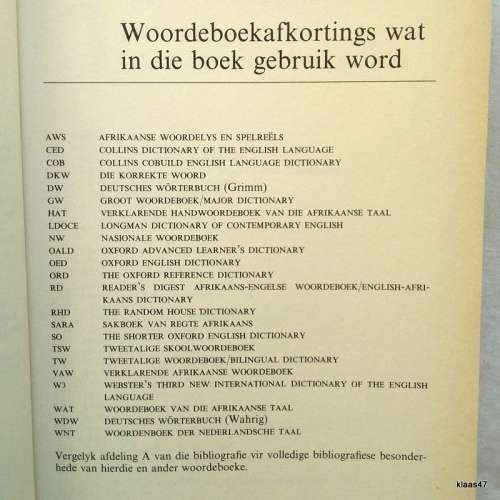 Woordeboekafkortings wat
in die boek gebruik word
AWS AFRIKAANSE WOORDELYS EN SPELREËLS
CED COLLINS DICTIONARY OF THE ENGLISH LANGUAGE
COB COLLINS COBUILD ENGLISH LANGUAGE DICTIONARY
DKW DIE KORREKTE WOORD
DW DEUTSCHES WÖRTERBUCH (Grimm)
GW GROOT WOORDEBOEK/MAJOR DICTIONARY
HAT VERKLARENDE HANDWOORDEBOEK VAN DIE AFRIKAANSE TAAL
LDOCE LONGMAN DICTIONARY OF CONTEMPORARY ENGLISH
NW NASIONALE WOORDEBOEK
OALD OXFORD ADVANCED LEARNER'S DICTIONARY
OED OXFORD ENGLISH DICTIONARY
ORD THE OXFORD REFERENCE DICTIONARY
RD READER'S DIGEST AFRIKAANS-ENGELSE WOORDEBOEK/ENGLISH-AFRI-
KAANS DICTIONARY
RHD THE RANDOM HOUSE DICTIONARY
SARA SAKBOEK VAN REGTE AFRIKAANS
SO THE SHORTER OXFORD ENGLISH DICTIONARY
TSW TWEETALIGE SKOOLWOORDEBOEK
TW TWEETALIGE WOORDEBOEK/BILINGUAL DICTIONARY
VAW VERKLARENDE AFRIKAANSE WOORDEBOEK
W3 WEBSTER'S THIRD NEW INTERNATIONAL DICTIONARY OF THE ENGLISH
LANGUAGE
WAT WOORDEBOEK VAN DIE AFRIKAANSE TAAL
WDW DEUTSCHES WÖRTERBUCH (Wahrig)
WNT WOORDENBOEK DER NEDERLANDSCHE TAAL
Vergelyk afdeling A van die bibliografie vir volledige bibliografiese besonder-
hede van hierdie en ander woordeboeke.
klaas47